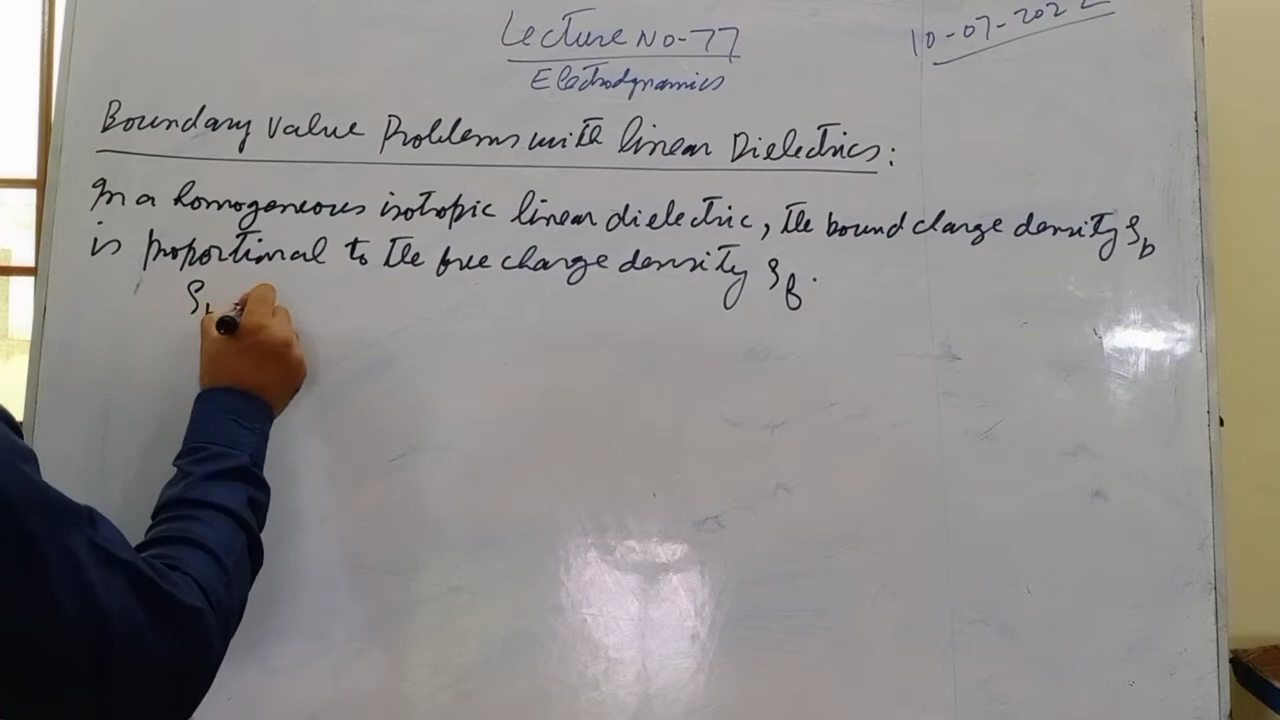 Lecture No-77
10-07-2022
Electrodynamics
Boundary Value Problems with linear Dielectrics:
In a homogeneous isotropic linear dielectric, the bound charge density ρb
is proportional to the free charge density ρf.
ρ